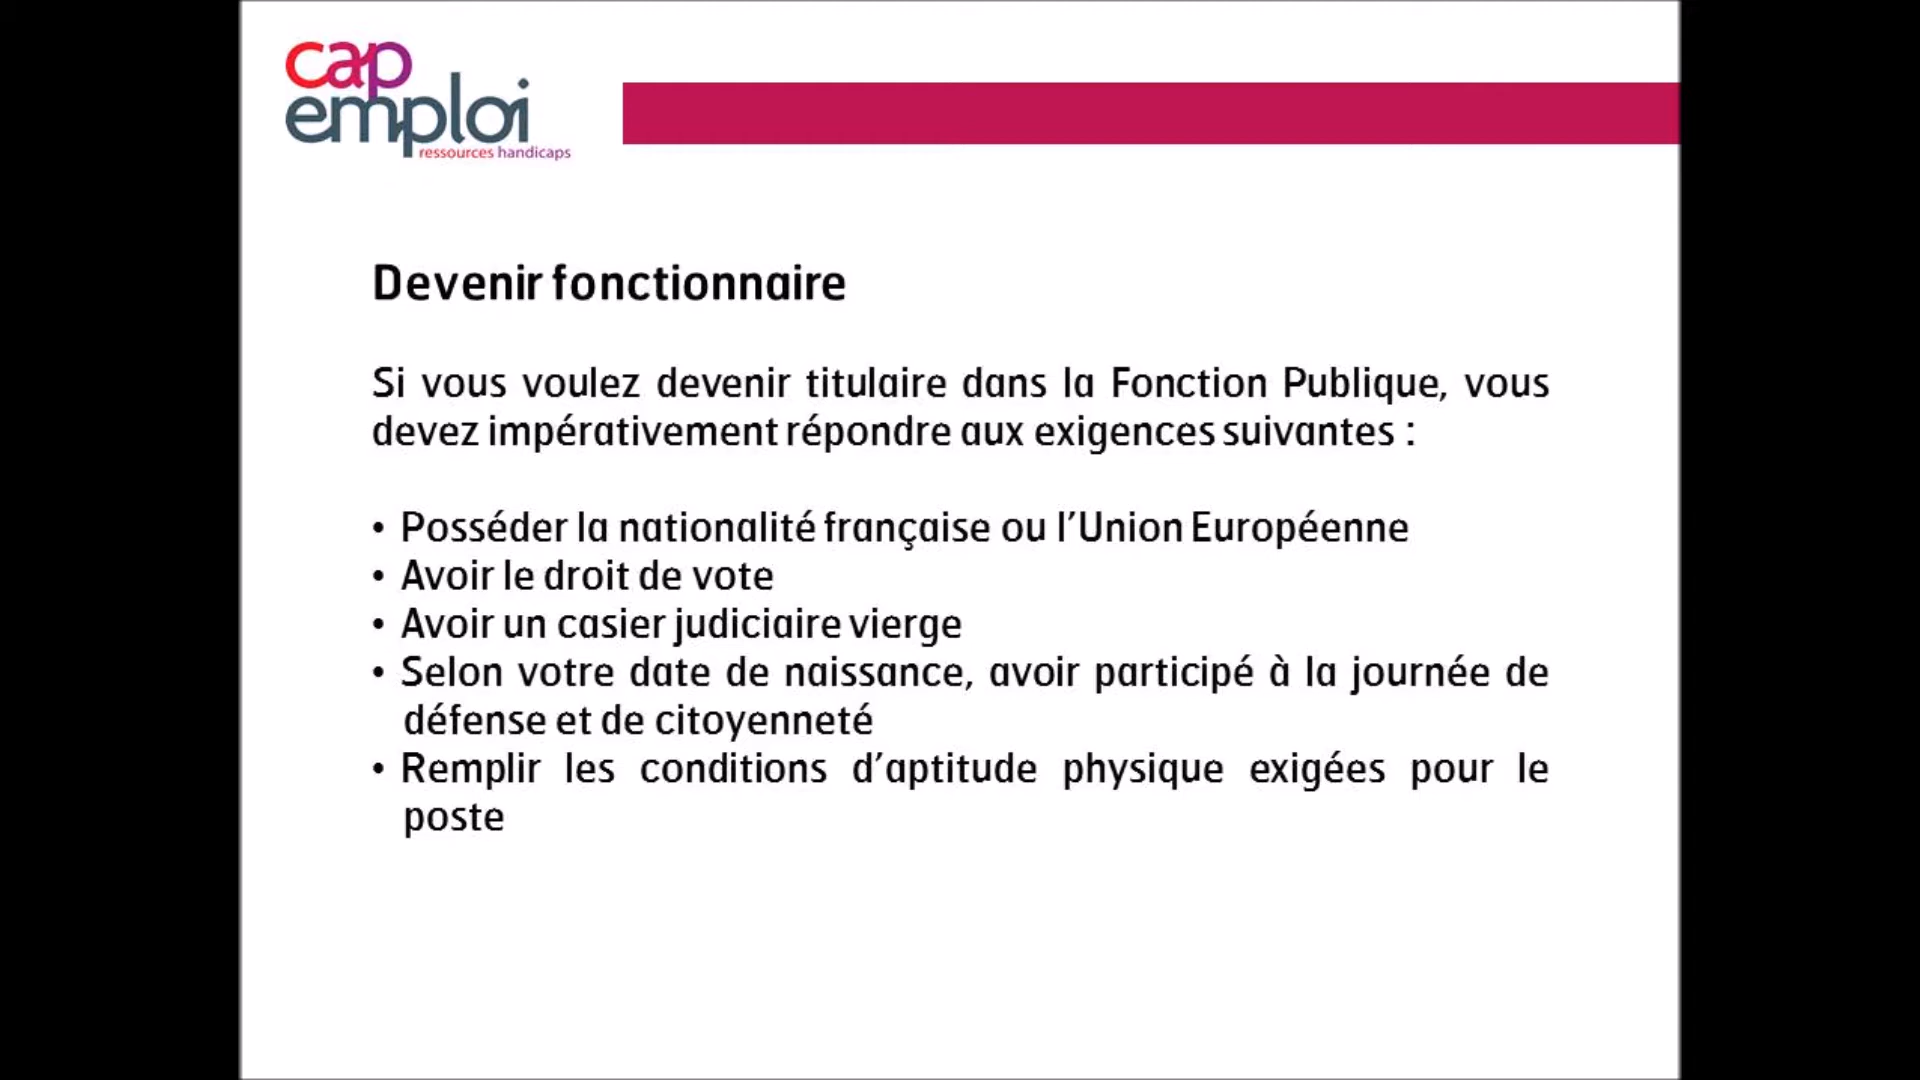 cap
emploi
ressources handicaps
Devenir fonctionnaire
Si vous voulez devenir titulaire dans la Fonction Publique, vous
devez impérativement répondre aux exigences suivantes :
• Posséder la nationalité française ou l’Union Européenne
• Avoir le droit de vote
• Avoir un casier judiciaire vierge
• Selon votre date de naissance, avoir participé à la journée de
défense et de citoyenneté
• Remplir les conditions d’aptitude physique exigées pour le
poste